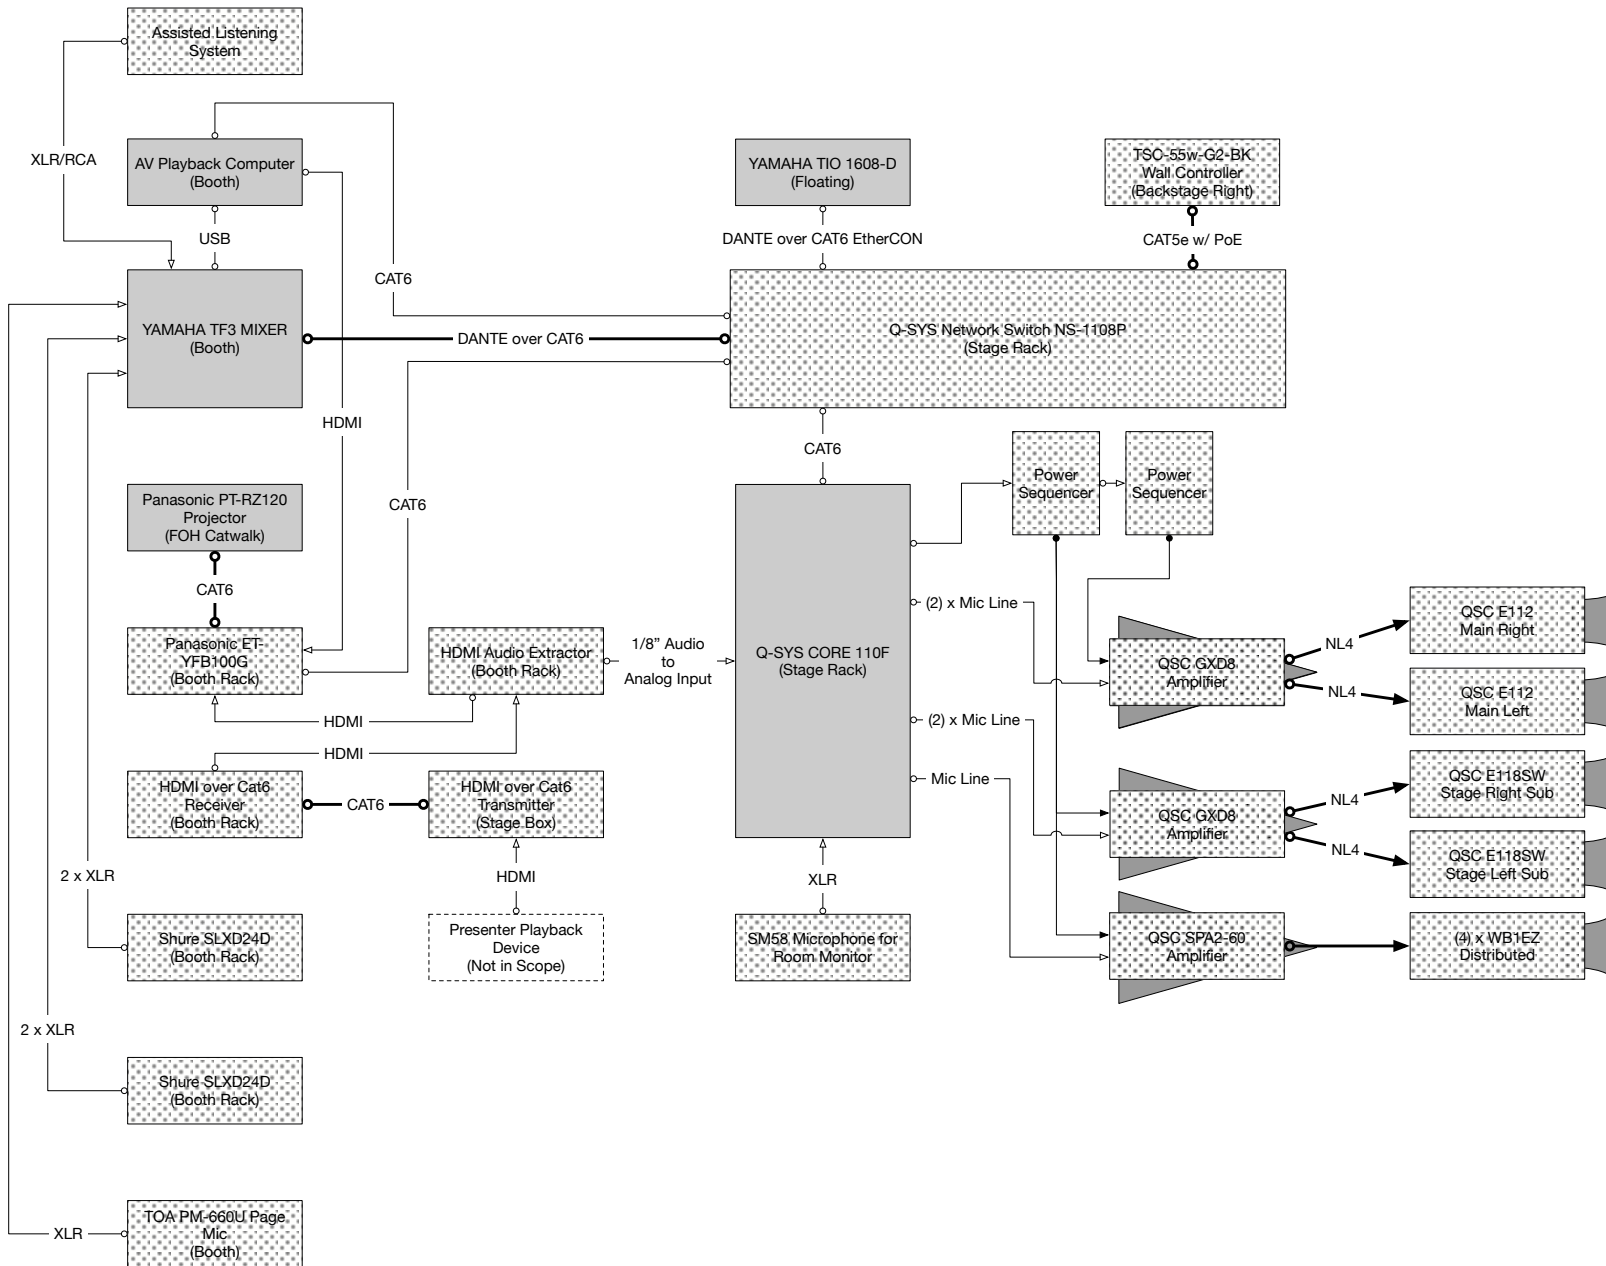 Assisted Listening
System
XLR/RCA
AV Playback Computer
(Booth)
YAMAHA TIO 1608-D
(Floating)
TSC-55w-G2-BK
Wall Controller
(Backstage Right)
USB
DANTE over CAT6 EtherCON
CAT5e w/ PoE
CAT6
YAMAHA TF3 MIXER
(Booth)
DANTE over CAT6
Q-SYS Network Switch NS-1108P
(Stage Rack)
HDMI
CAT6
CAT6
Power
Sequencer
Power
Sequencer
Panasonic PT-RZ120
Projector
(FOH Catwalk)
CAT6
Panasonic ET-
YFB100G
(Booth Rack)
HDMI Audio Extractor
(Booth Rack)
1/8” Audio
to
Analog Input
Q-SYS CORE 110F
(Stage Rack)
(2) x Mic Line
QSC GXD8
Amplifier
NL4
NL4
QSC E112
Main Right
QSC E112
Main Left
HDMI
HDMI
(2) x Mic Line
Mic Line
HDMI over Cat6
Receiver
(Booth Rack)
CAT6
HDMI over Cat6
Transmitter
(Stage Box)
QSC GXD8
Amplifier
NL4
NL4
QSC E118SW
Stage Right Sub
QSC E118SW
Stage Left Sub
2 x XLR
HDMI
XLR
Shure SLXD24D
(Booth Rack)
Presenter Playback
Device
(Not in Scope)
SM58 Microphone for
Room Monitor
QSC SPA2-60
Amplifier
(4) x WB1EZ
Distributed
2 x XLR
Shure SLXD24D
(Booth Rack)
XLR
TOA PM-660U Page
Mic
(Booth)